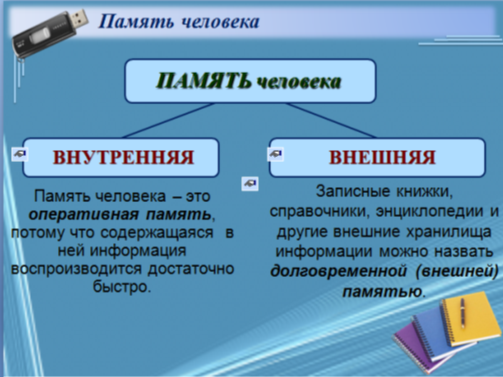 Память человека
ПАМЯТЬ человека
ВНУТРЕННЯЯ
Память человека – это
оперативная память,
потому что содержащаяся в
ней информация
воспроизводится достаточно
быстро.
ВНЕШНЯЯ
Записные книжки,
справочники, энциклопедии и
другие внешние хранилища
информации можно назвать
долговременной (внешней)
памятью.